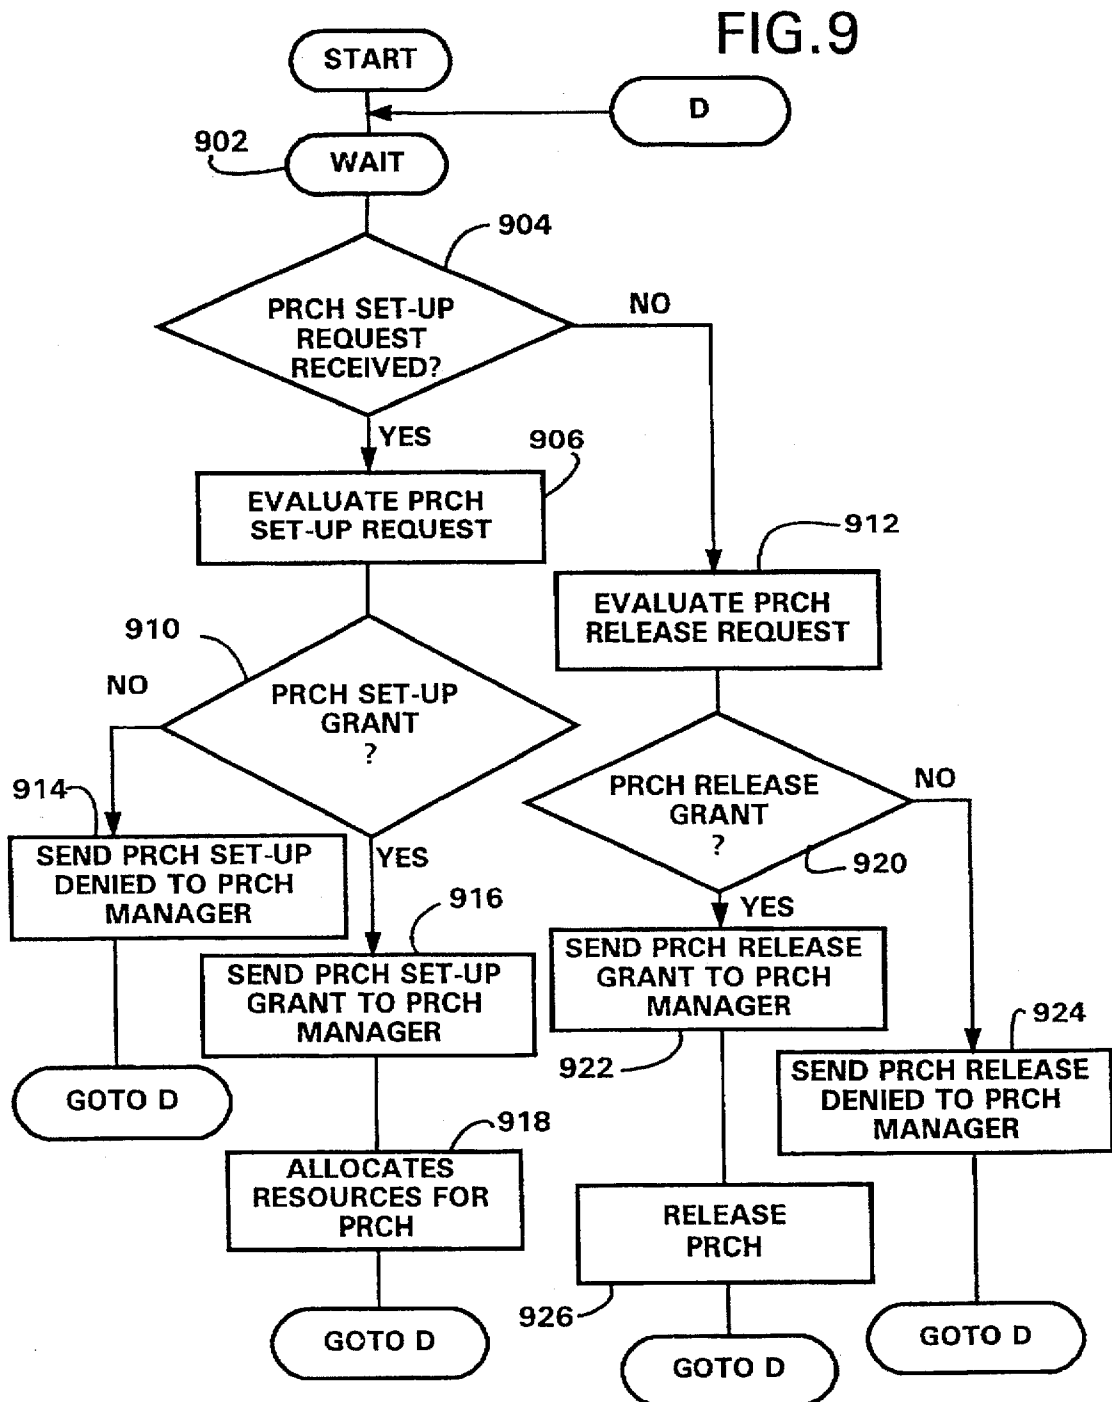 FIG.9
START
D
902
WAIT
904
PRCH SET-UP
REQUEST
RECEIVED?
NO
YES
906
EVALUATE PRCH
SET-UP REQUEST
912
EVALUATE PRCH
RELEASE REQUEST
910
NO
PRCH SET-UP
GRANT
?
914
YES
SEND PRCH SET-UP
DENIED TO PRCH
MANAGER
PRCH RELEASE
GRANT
?
NO
920
YES
916
SEND PRCH SET-UP
GRANT TO PRCH
MANAGER
SEND PRCH RELEASE
GRANT TO PRCH
MANAGER
922
924
SEND PRCH RELEASE
DENIED TO PRCH
MANAGER
GOTO D
918
ALLOCATES
RESOURCES FOR
PRCH
RELEASE
PRCH
926
GOTO D
GOTO D
GOTO D